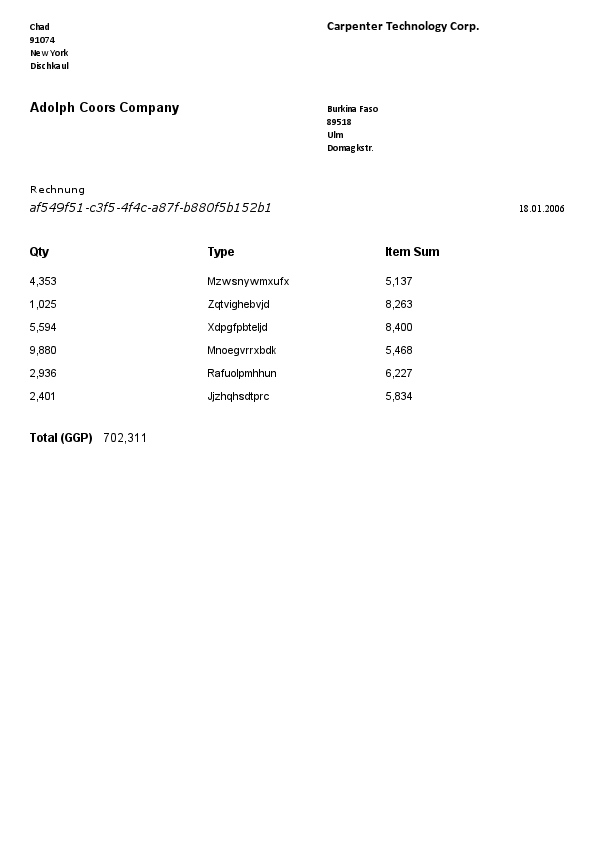 Chad
91074
New York
Dischkaul
Carpenter Technology Corp.
Adolph Coors Company
Burkina Faso
89518
Ulm
Domagkstr.
Rechnung
af549f51-c3f5-4f4c-a87f-b880f5b152b1
18.01.2006
Qty Type Item Sum
4,353 Mzwsnywmxufx 5,137
1,025 Zqtvighebvjd 8,263
5,594 Xdpgfpbteljd 8,400
9,880 Mnoegvrrxbdk 5,468
2,936 Rafuolpmhhun 6,227
2,401 Jjzhqhsdtprc 5,834
Total (GGP) 702,311